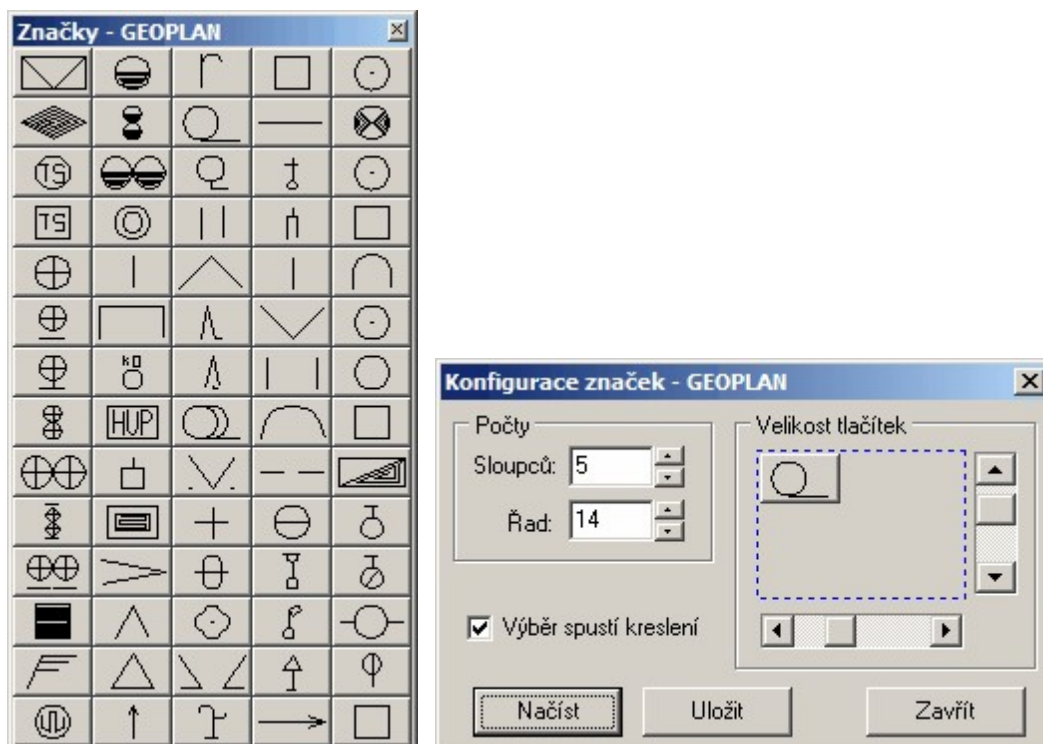 Značky - GEOPLAN
TS
TS
KO
HUP
Konfigurace značek - GEOPLAN
Počty
Sloupců: 5
Řad: 14
Velikost tlačítek
Výběr spustí kreslení
Načíst
Uložit
Zavřít